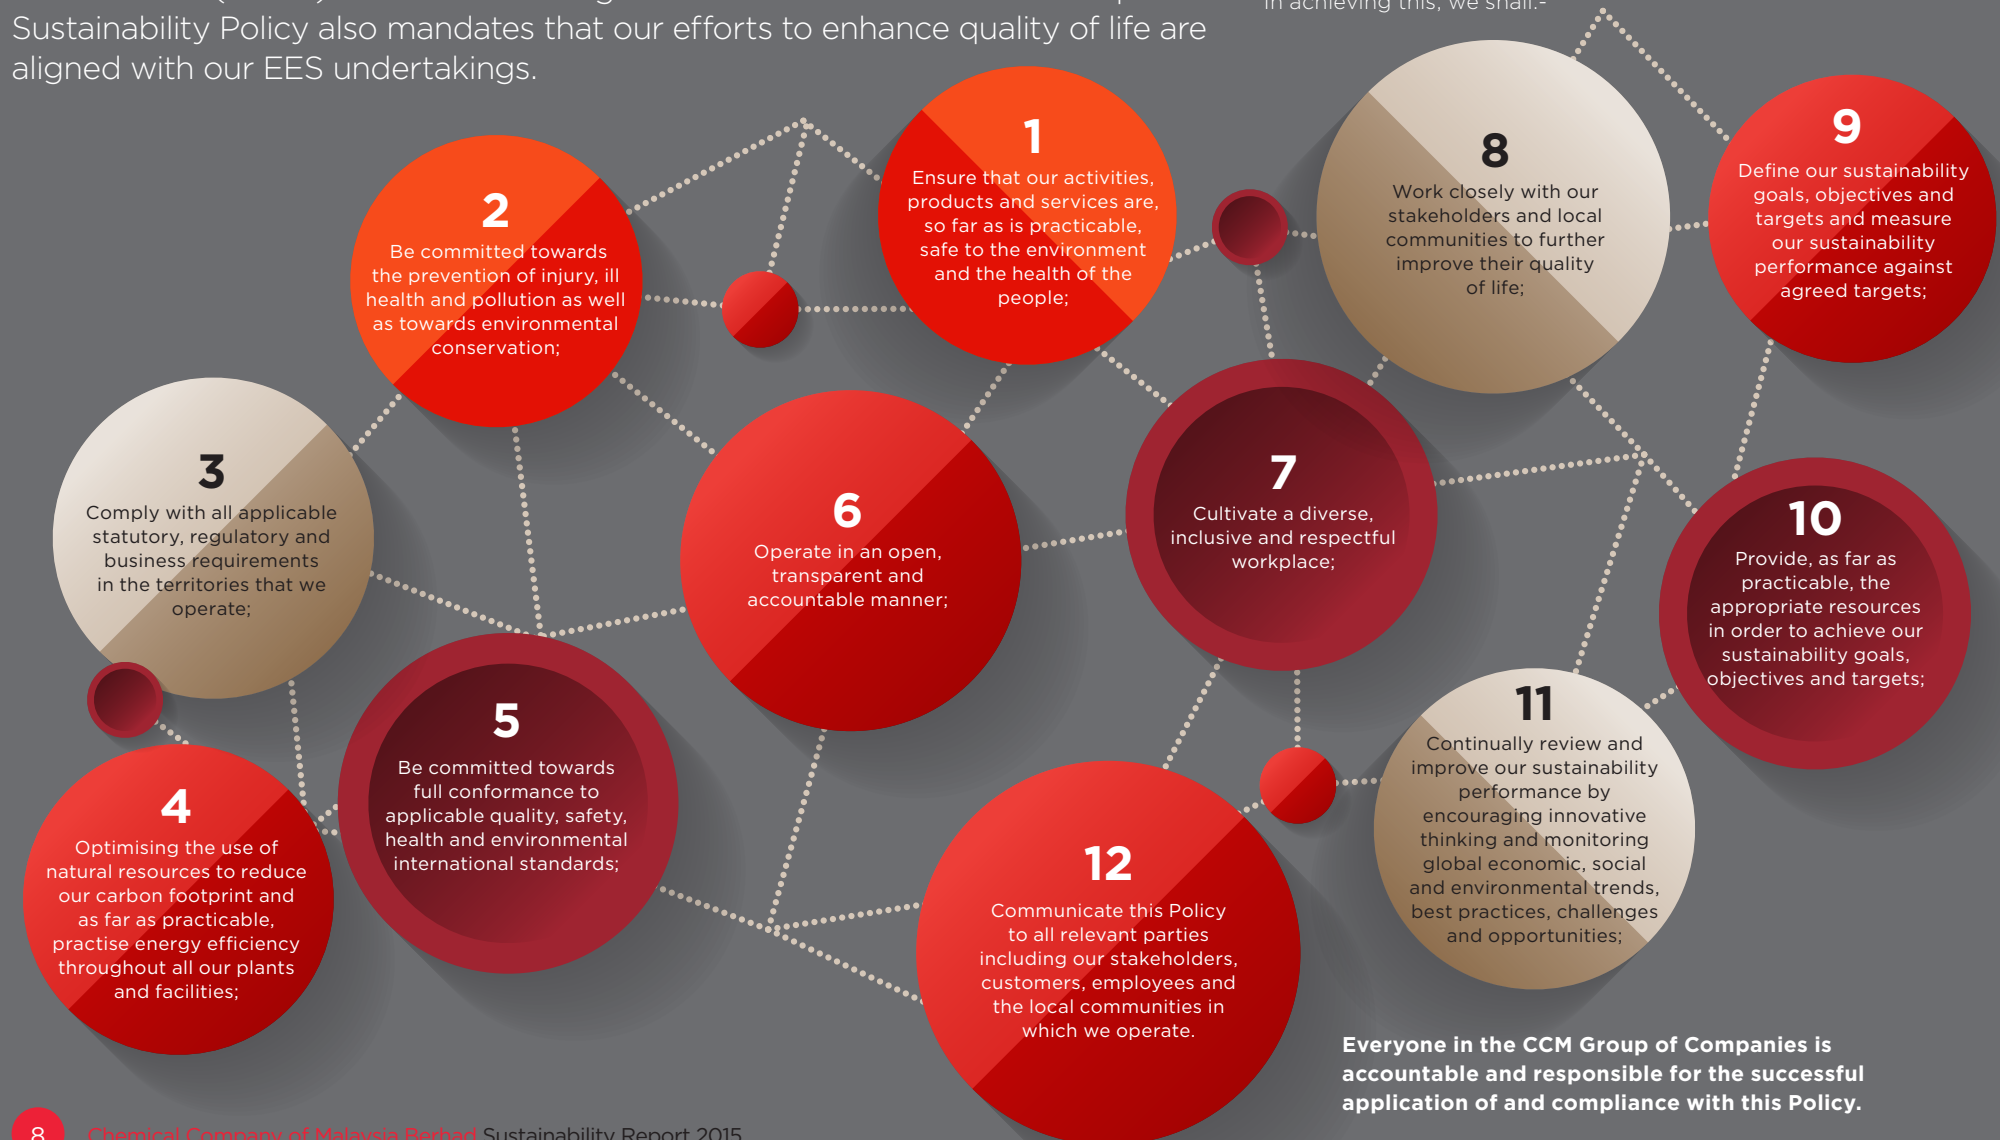 Sustainability Policy also mandates that our efforts to enhance quality of life are
aligned with our EES undertakings.
In achieving this, we shall:-
1
Ensure that our activities,
products and services are,
so far as is practicable,
safe to the environment
and the health of the
people;
2
Be committed towards
the prevention of injury, ill
health and pollution as well
as towards environmental
conservation;
3
Comply with all applicable
statutory, regulatory and
business requirements
in the territories that we
operate;
4
Optimising the use of
natural resources to reduce
our carbon footprint and
as far as practicable,
practise energy efficiency
throughout all our plants
and facilities;
5
Be committed towards
full conformance to
applicable quality, safety,
health and environmental
international standards;
6
Operate in an open,
transparent and
accountable manner;
7
Cultivate a diverse,
inclusive and respectful
workplace;
8
Work closely with our
stakeholders and local
communities to further
improve their quality
of life;
9
Define our sustainability
goals, objectives and
targets and measure
our sustainability
performance against
agreed targets;
10
Provide, as far as
practicable, the
appropriate resources
in order to achieve our
sustainability goals,
objectives and targets;
11
Continually review and
improve our sustainability
performance by
encouraging innovative
thinking and monitoring
global economic, social
and environmental trends,
best practices, challenges
and opportunities;
12
Communicate this Policy
to all relevant parties
including our stakeholders,
customers, employees and
the local communities in
which we operate.
Everyone in the CCM Group of Companies is
accountable and responsible for the successful
application of and compliance with this Policy.
8 Chemical Company of Malaysia Berhad Sustainability Report 2015